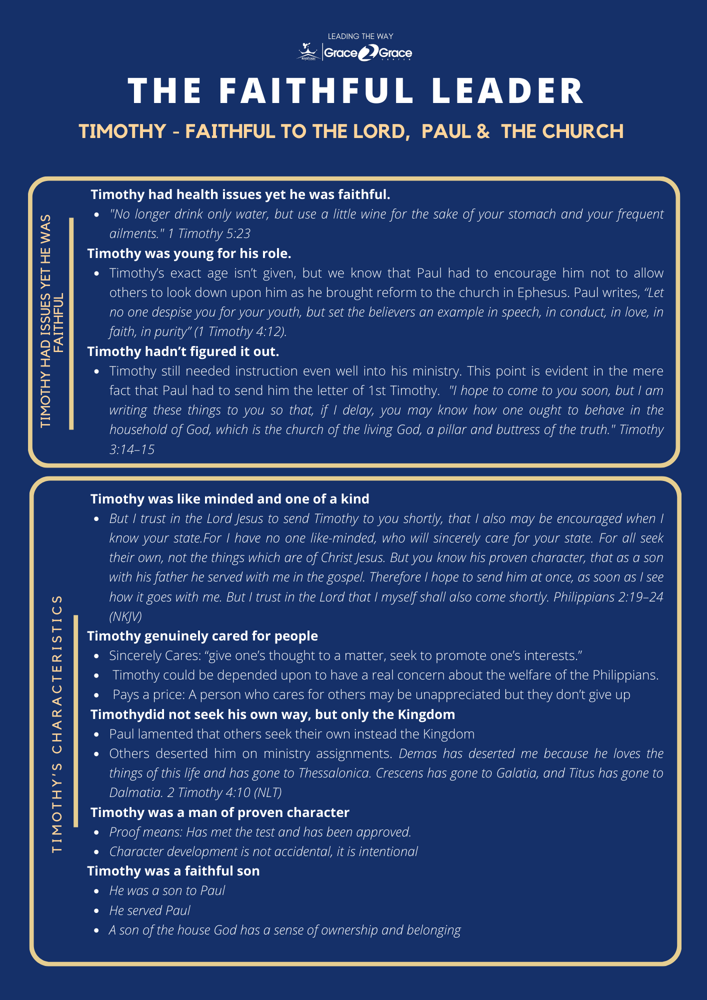 LEADING THE WAY
Royalhouse
Grace2Grace
CENTER
THE FAITHFUL LEADER
TIMOTHY - FAITHFUL TO THE LORD, PAUL & THE CHURCH
TIMOTHY HAD ISSUES YET HE WAS
FAITHFUL
Timothy had health issues yet he was faithful.
• "No longer drink only water, but use a little wine for the sake of your stomach and your frequent
ailments." 1 Timothy 5:23
Timothy was young for his role.
• Timothy’s exact age isn’t given, but we know that Paul had to encourage him not to allow
others to look down upon him as he brought reform to the church in Ephesus. Paul writes, “Let
no one despise you for your youth, but set the believers an example in speech, in conduct, in love, in
faith, in purity” (1 Timothy 4:12).
Timothy hadn’t figured it out.
• Timothy still needed instruction even well into his ministry. This point is evident in the mere
fact that Paul had to send him the letter of 1st Timothy. "I hope to come to you soon, but I am
writing these things to you so that, if I delay, you may know how one ought to behave in the
household of God, which is the church of the living God, a pillar and buttress of the truth." Timothy
3:14–15
TIMOTHY’S CHARACTERISTICS
Timothy was like minded and one of a kind
• But I trust in the Lord Jesus to send Timothy to you shortly, that I also may be encouraged when I
know your state.For I have no one like-minded, who will sincerely care for your state. For all seek
their own, not the things which are of Christ Jesus. But you know his proven character, that as a son
with his father he served with me in the gospel. Therefore I hope to send him at once, as soon as I see
how it goes with me. But I trust in the Lord that I myself shall also come shortly. Philippians 2:19–24
(NKJV)
Timothy genuinely cared for people
• Sincerely Cares: “give one’s thought to a matter, seek to promote one’s interests.”
• Timothy could be depended upon to have a real concern about the welfare of the Philippians.
• Pays a price: A person who cares for others may be unappreciated but they don’t give up
Timothydid not seek his own way, but only the Kingdom
• Paul lamented that others seek their own instead the Kingdom
• Others deserted him on ministry assignments. Demas has deserted me because he loves the
things of this life and has gone to Thessalonica. Crescens has gone to Galatia, and Titus has gone to
Dalmatia. 2 Timothy 4:10 (NLT)
Timothy was a man of proven character
• Proof means: Has met the test and has been approved.
• Character development is not accidental, it is intentional
Timothy was a faithful son
• He was a son to Paul
• He served Paul
• A son of the house God has a sense of ownership and belonging